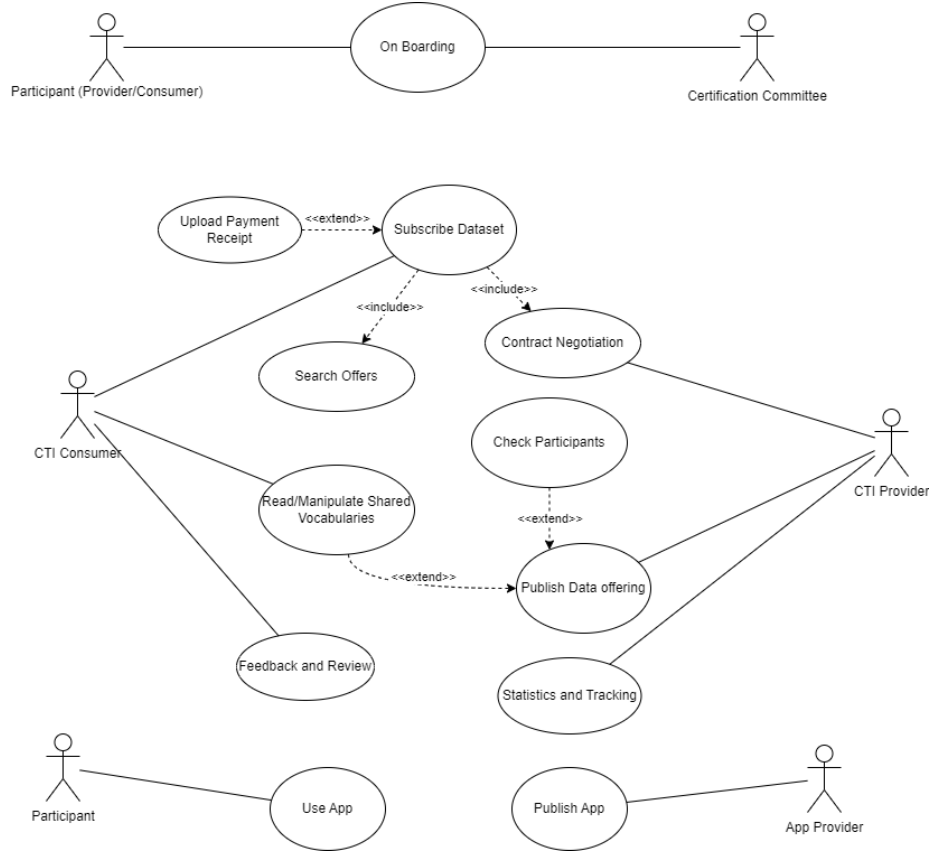 On Boarding
Participant (Provider/Consumer)
Certification Committee
Upload Payment
Receipt
<<extend>>
Subscribe Dataset
<<include>>
<<include>>
Search Offers
Contract Negotiation
CTI Consumer
Check Participants
CTI Provider
Read/Manipulate Shared
Vocabularies
<<extend>>
<<extend>>
Publish Data offering
Feedback and Review
Statistics and Tracking
Participant
Use App
Publish App
App Provider